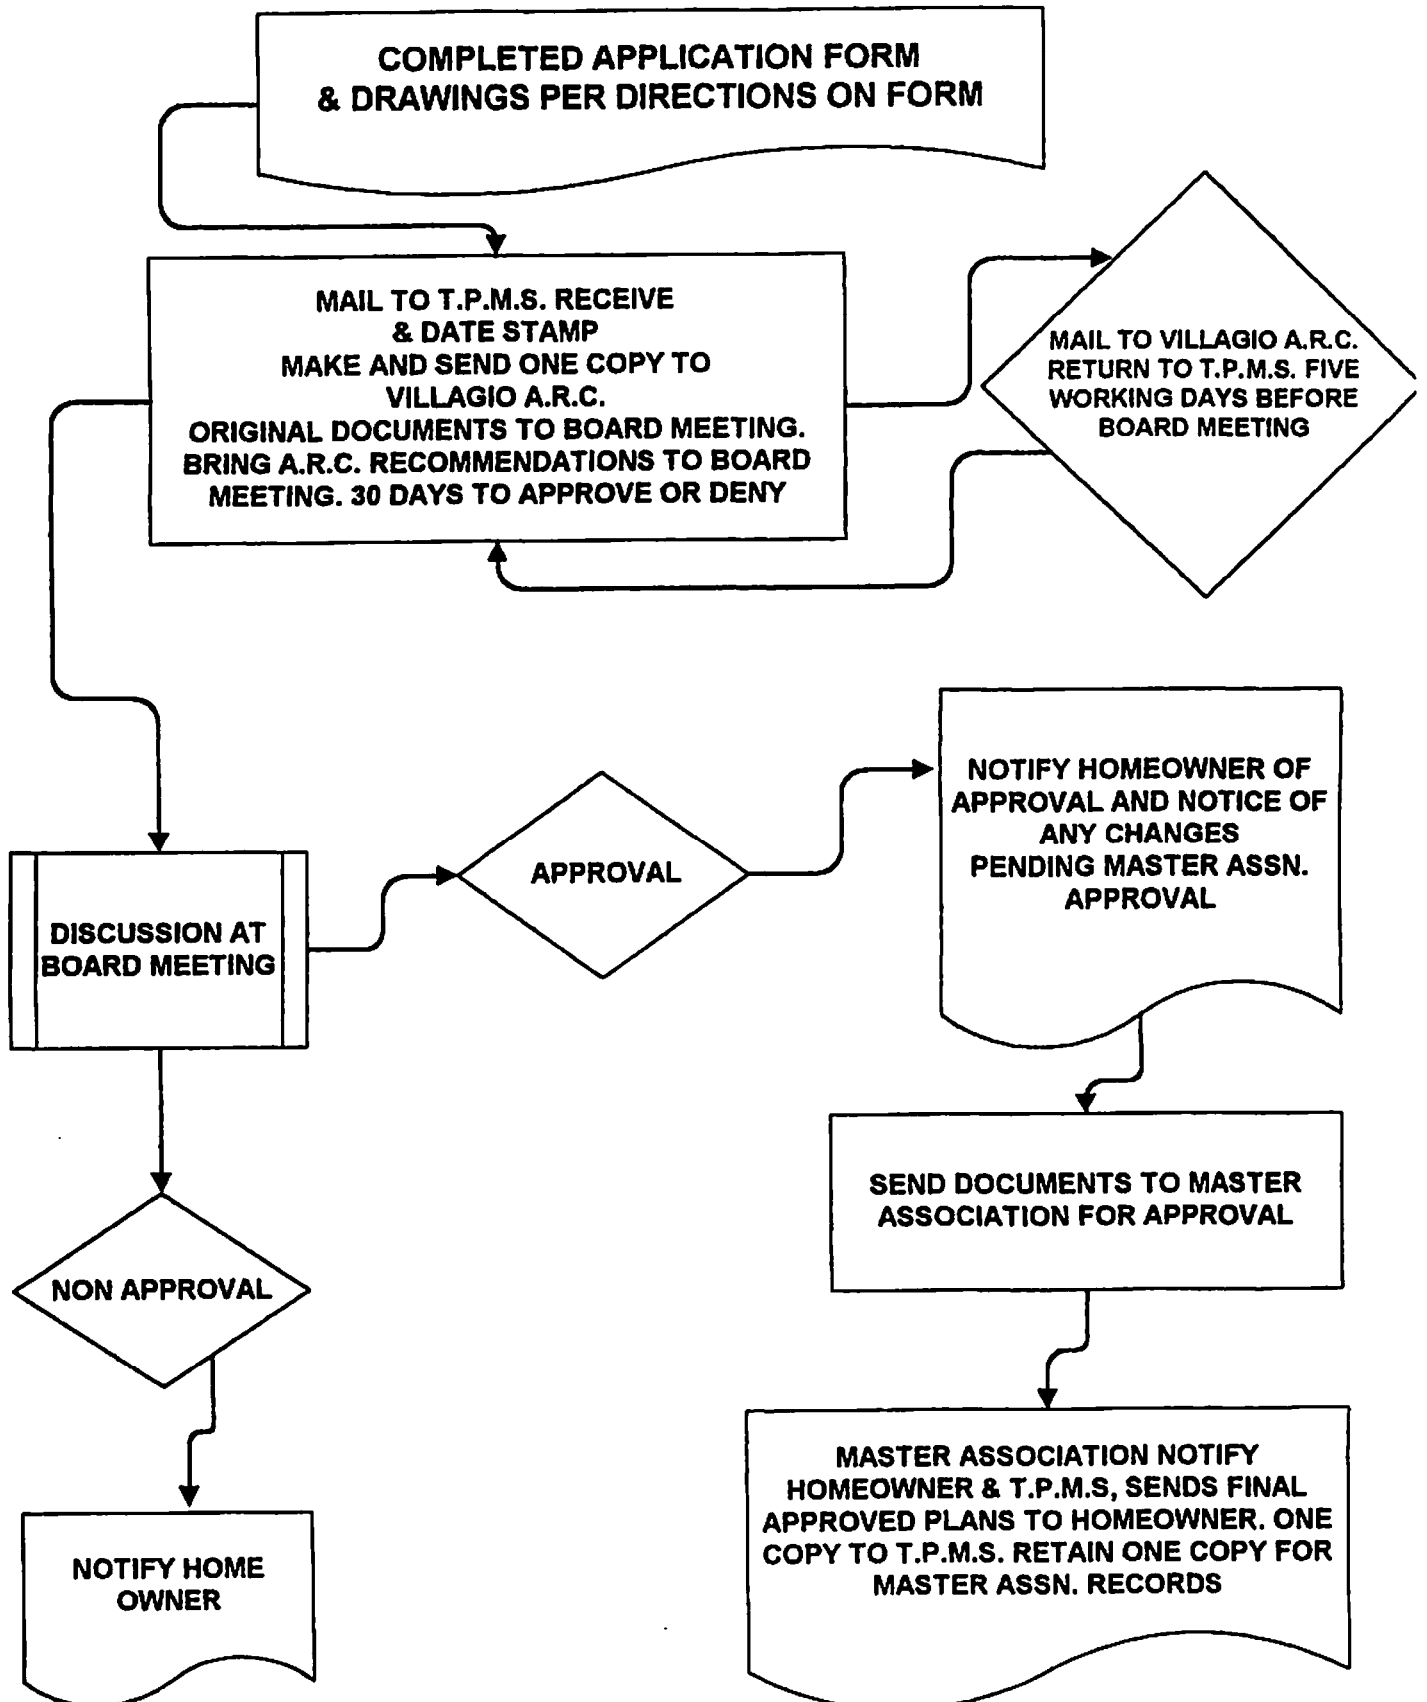 COMPLETED APPLICATION FORM
& DRAWINGS PER DIRECTIONS ON FORM
MAIL TO T.P.M.S. RECEIVE
& DATE STAMP
MAKE AND SEND ONE COPY TO
VILLAGIO A.R.C.
ORIGINAL DOCUMENTS TO BOARD MEETING.
BRING A.R.C. RECOMMENDATIONS TO BOARD
MEETING. 30 DAYS TO APPROVE OR DENY
MAIL TO VILLAGIO A.R.C.
RETURN TO T.P.M.S. FIVE
WORKING DAYS BEFORE
BOARD MEETING
DISCUSSION AT
BOARD MEETING
APPROVAL
NOTIFY HOMEOWNER OF
APPROVAL AND NOTICE OF
ANY CHANGES
PENDING MASTER ASSN.
APPROVAL
SEND DOCUMENTS TO MASTER
ASSOCIATION FOR APPROVAL
NON APPROVAL
NOTIFY HOME
OWNER
MASTER ASSOCIATION NOTIFY
HOMEOWNER & T.P.M.S, SENDS FINAL
APPROVED PLANS TO HOMEOWNER. ONE
COPY TO T.P.M.S. RETAIN ONE COPY FOR
MASTER ASSN. RECORDS